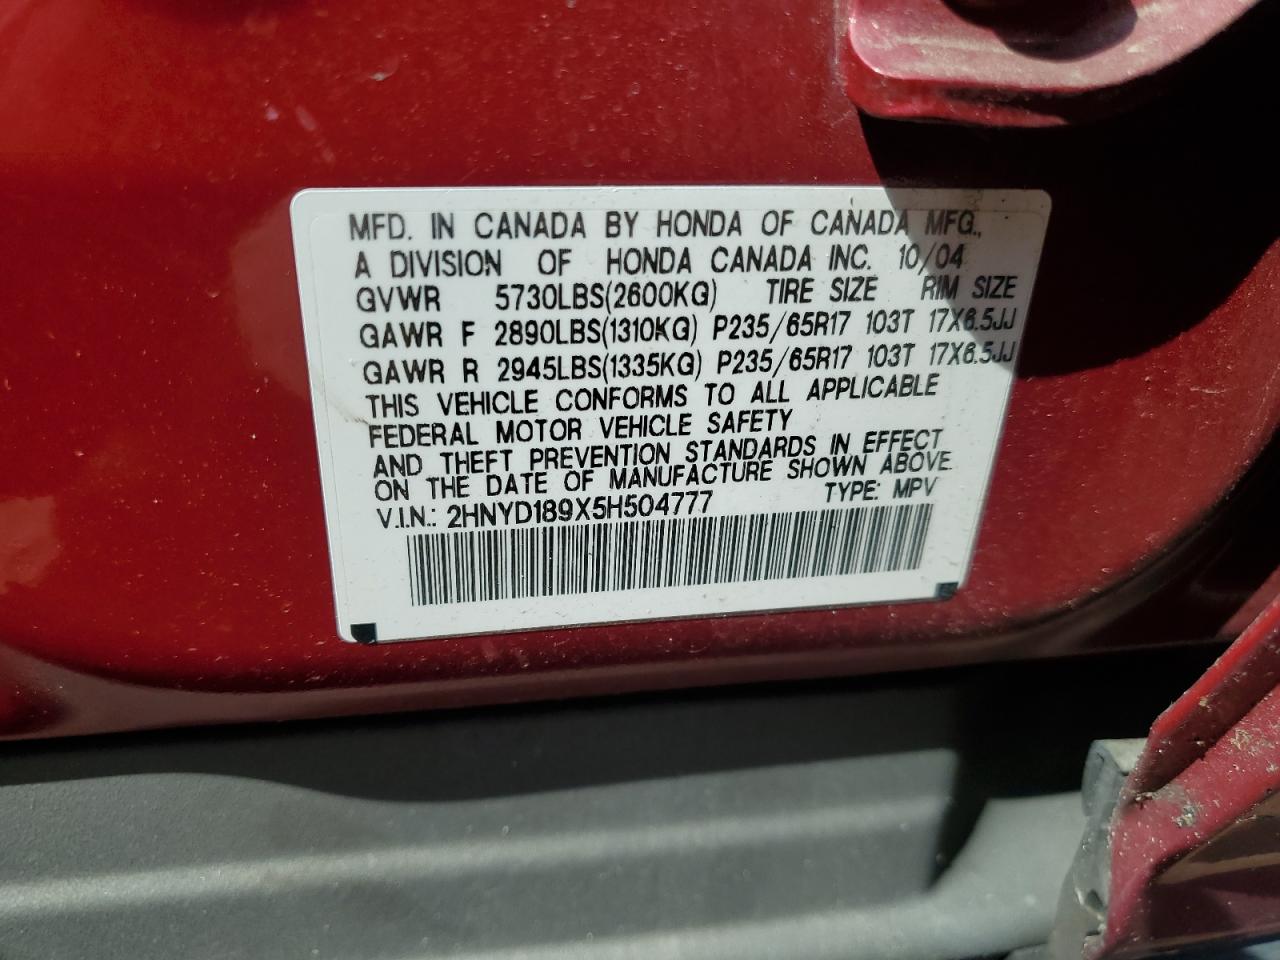 MFD. IN CANADA BY HONDA OF CANADA MFG.,
A DIVISION OF HONDA CANADA INC. 10/04
GVWR 5730LBS(2600KG) TIRE SIZE RIM SIZE
GAWR F 2890LBS(1310KG) P235/65R17 103T 17X6.5JJ
GAWR R 2945LBS(1335KG) P235/65R17 103T 17X6.5JJ
THIS VEHICLE CONFORMS TO ALL APPLICABLE
FEDERAL MOTOR VEHICLE SAFETY
AND THEFT PREVENTION STANDARDS IN EFFECT
ON THE DATE OF MANUFACTURE SHOWN ABOVE.
V.I.N.: 2HNYD189X5H504777 TYPE: MPV